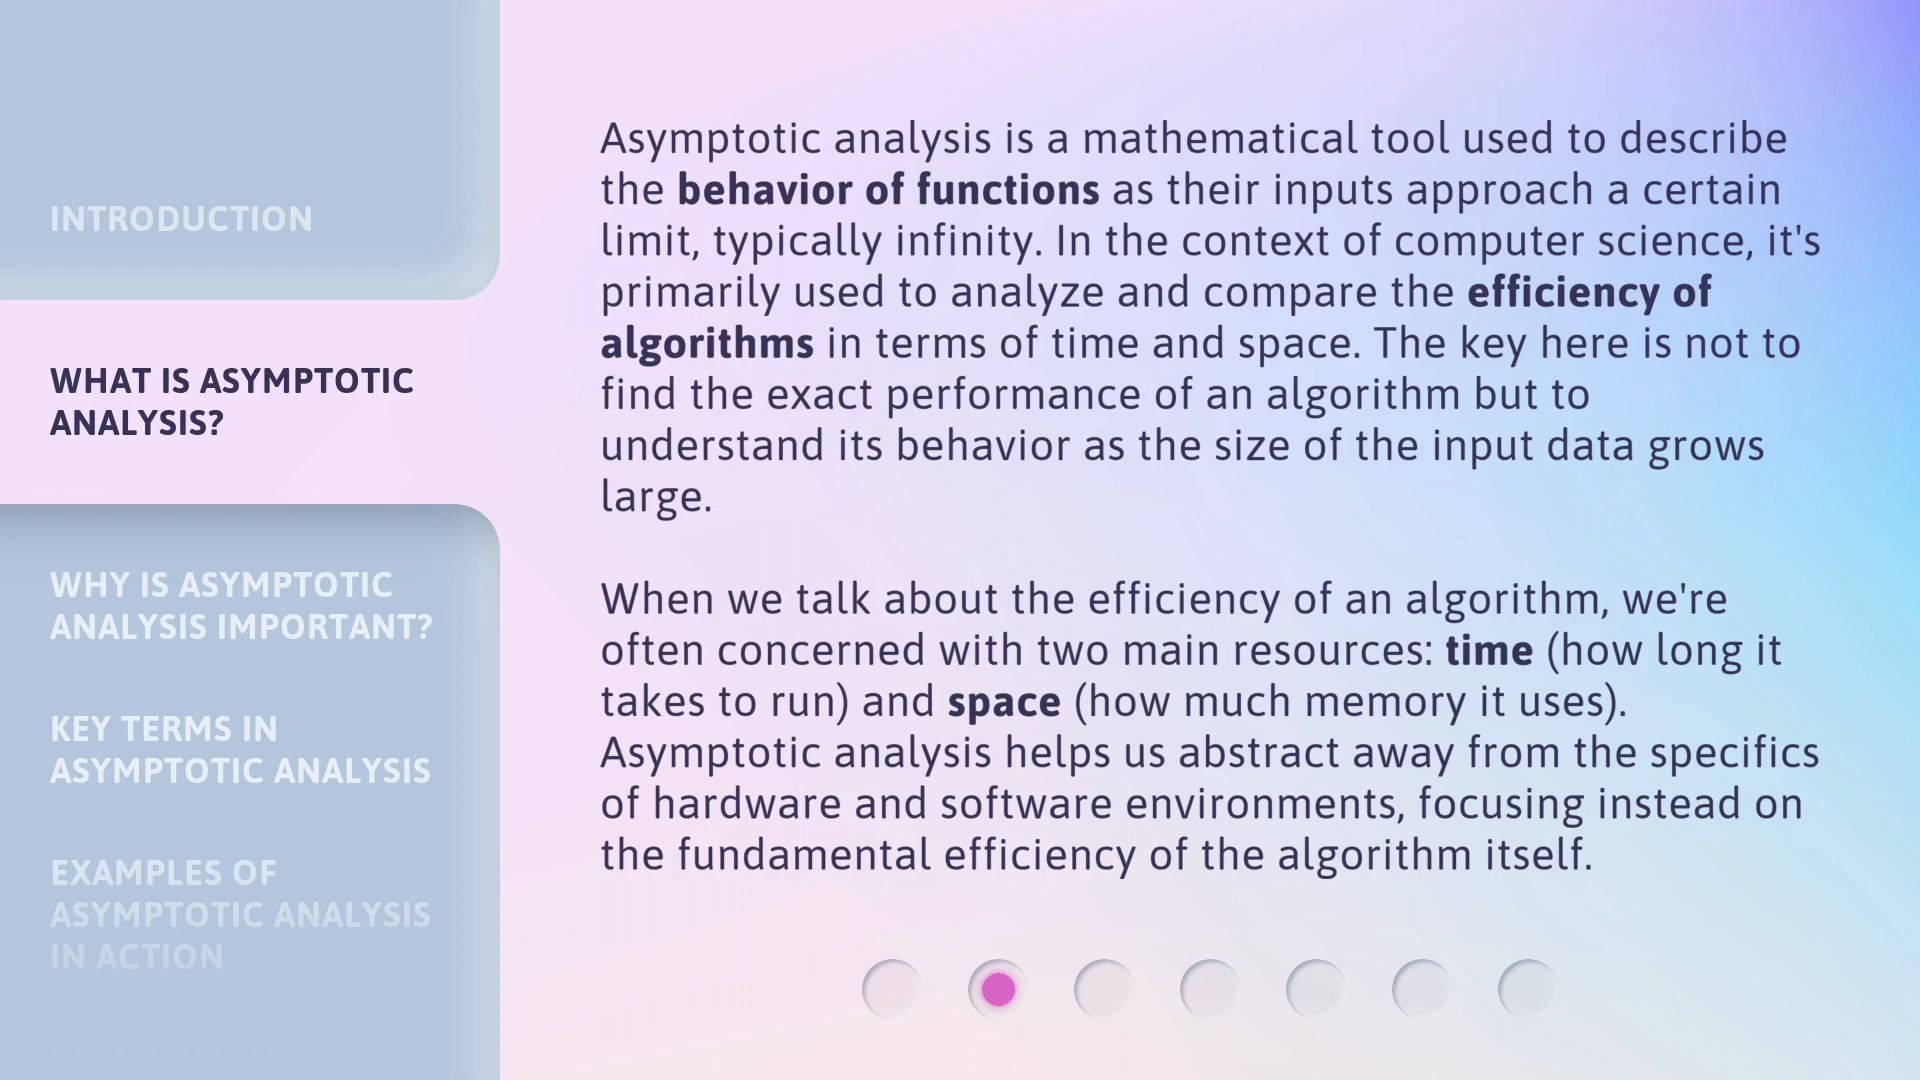 INTRODUCTION
WHAT IS ASYMPTOTIC
ANALYSIS?
WHY IS ASYMPTOTIC
ANALYSIS IMPORTANT?
KEY TERMS IN
ASYMPTOTIC ANALYSIS
EXAMPLES OF
ASYMPTOTIC ANALYSIS
IN ACTION
Asymptotic analysis is a mathematical tool used to describe
the behavior of functions as their inputs approach a certain
limit, typically infinity. In the context of computer science, it's
primarily used to analyze and compare the efficiency of
algorithms in terms of time and space. The key here is not to
find the exact performance of an algorithm but to
understand its behavior as the size of the input data grows
large.
When we talk about the efficiency of an algorithm, we're
often concerned with two main resources: time (how long it
takes to run) and space (how much memory it uses).
Asymptotic analysis helps us abstract away from the specifics
of hardware and software environments, focusing instead on
the fundamental efficiency of the algorithm itself.